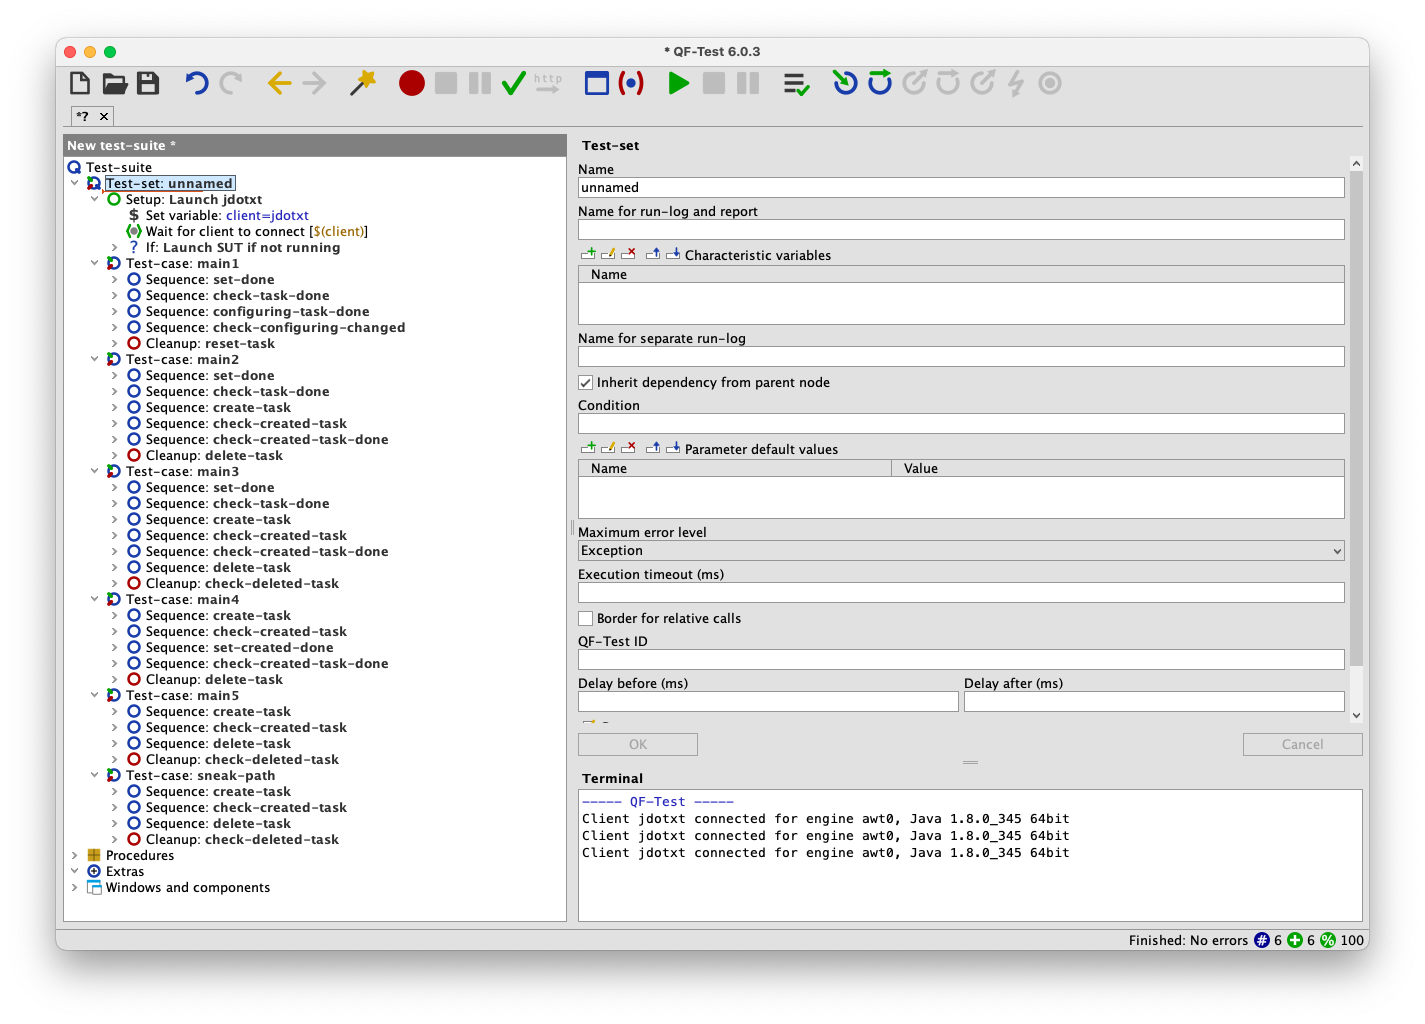 * QF-Test 6.0.3
http
*? ✕
New test-suite *
Test-suite
Test-set: unnamed
Setup: Launch jdotxt
$ Set variable: client=jdotxt
Wait for client to connect [$(client)]
? If: Launch SUT if not running
Test-case: main1
Sequence: set-done
Sequence: check-task-done
Sequence: configuring-task-done
Sequence: check-configuring-changed
Cleanup: reset-task
Test-case: main2
Sequence: set-done
Sequence: check-task-done
Sequence: create-task
Sequence: check-created-task
Sequence: check-created-task-done
Cleanup: delete-task
Test-case: main3
Sequence: set-done
Sequence: check-task-done
Sequence: create-task
Sequence: check-created-task
Sequence: check-created-task-done
Sequence: delete-task
Cleanup: check-deleted-task
Test-case: main4
Sequence: create-task
Sequence: check-created-task
Sequence: set-created-done
Sequence: check-created-task-done
Cleanup: delete-task
Test-case: main5
Sequence: create-task
Sequence: check-created-task
Sequence: delete-task
Cleanup: check-deleted-task
Test-case: sneak-path
Sequence: create-task
Sequence: check-created-task
Sequence: delete-task
Cleanup: check-deleted-task
Procedures
Extras
Windows and components
Test-set
Name
unnamed
Name for run-log and report
Characteristic variables
Name
Name for separate run-log
Inherit dependency from parent node
Condition
Parameter default values
Name Value
Maximum error level
Exception
Execution timeout (ms)
Border for relative calls
QF-Test ID
Delay before (ms) Delay after (ms)
OK Cancel
Terminal
----- QF-Test -----
Client jdotxt connected for engine awt0, Java 1.8.0_345 64bit
Client jdotxt connected for engine awt0, Java 1.8.0_345 64bit
Client jdotxt connected for engine awt0, Java 1.8.0_345 64bit
Finished: No errors # 6 + 6 % 100